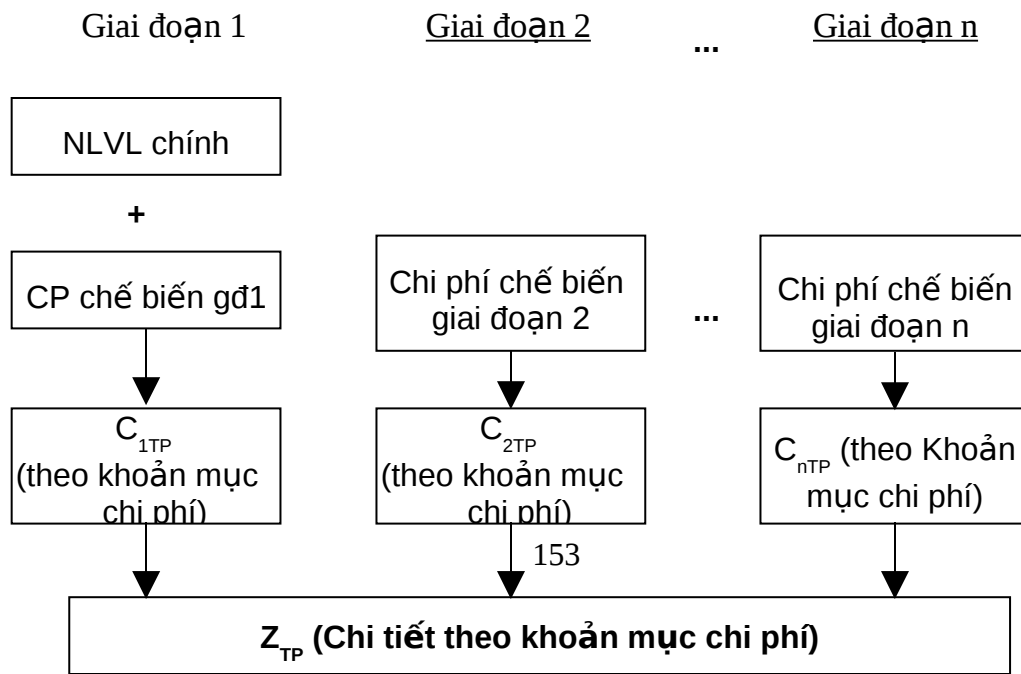 Giai đoạn 1
Giai đoạn 2
...
Giai đoạn n
NLVL chính
+
CP chế biến gđ1
Chi phí chế biến
giai đoạn 2
...
Chi phí chế biến
giai đoạn n
C1TP
(theo khoản mục
chi phí)
C2TP
(theo khoản mục
chi phí)
CnTP (theo Khoản
mục chi phí)
153
ZTP (Chi tiết theo khoản mục chi phí)